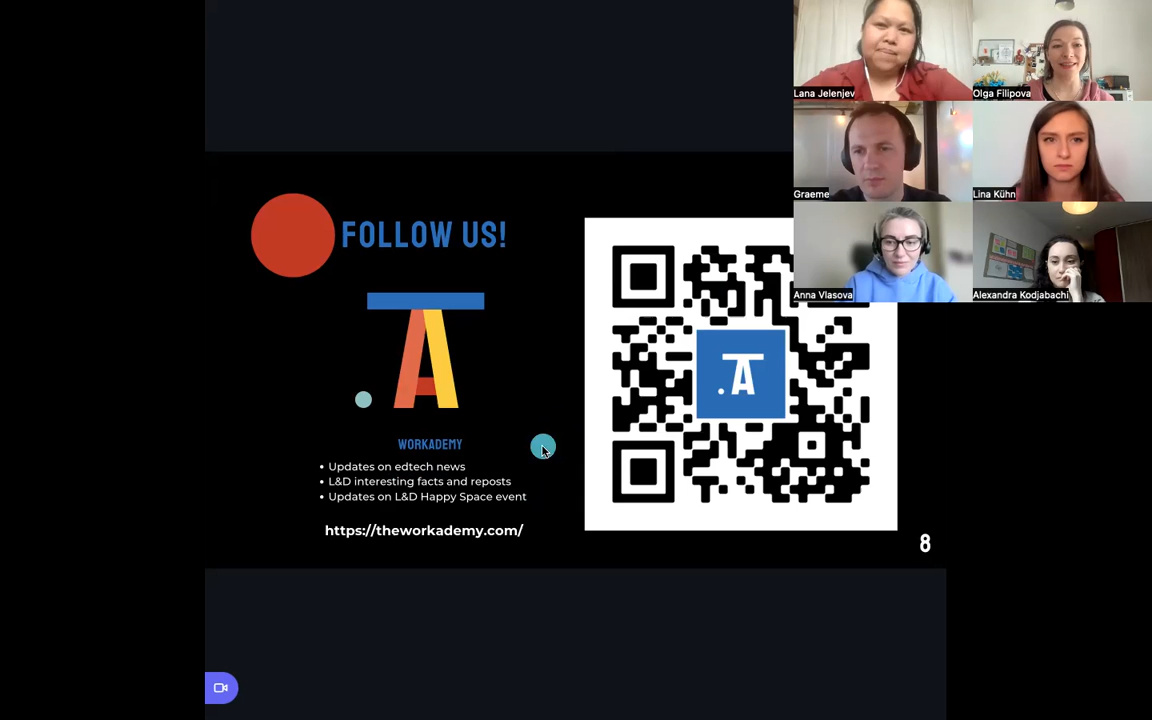 Lana Jelenjev
Olga Filipova
Graeme
Lina Kühn
Anna Vlasova
Alexandra Kodjabachi
FOLLOW US!
WORKADEMY
• Updates on edtech news
• L&D interesting facts and reposts
• Updates on L&D Happy Space event
https://theworkademy.com/
.A
8